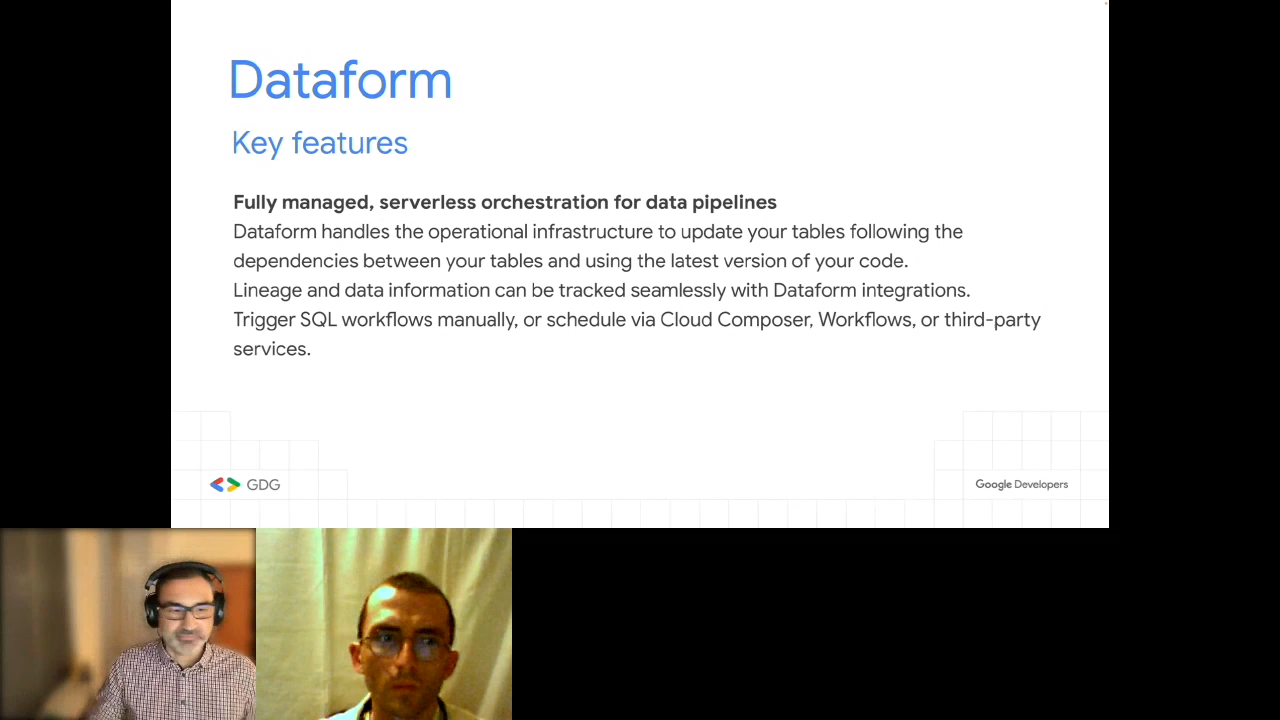 Dataform
Key features
Fully managed, serverless orchestration for data pipelines
Dataform handles the operational infrastructure to update your tables following the
dependencies between your tables and using the latest version of your code.
Lineage and data information can be tracked seamlessly with Dataform integrations.
Trigger SQL workflows manually, or schedule via Cloud Composer, Workflows, or third-party
services.
GDG
Google Developers